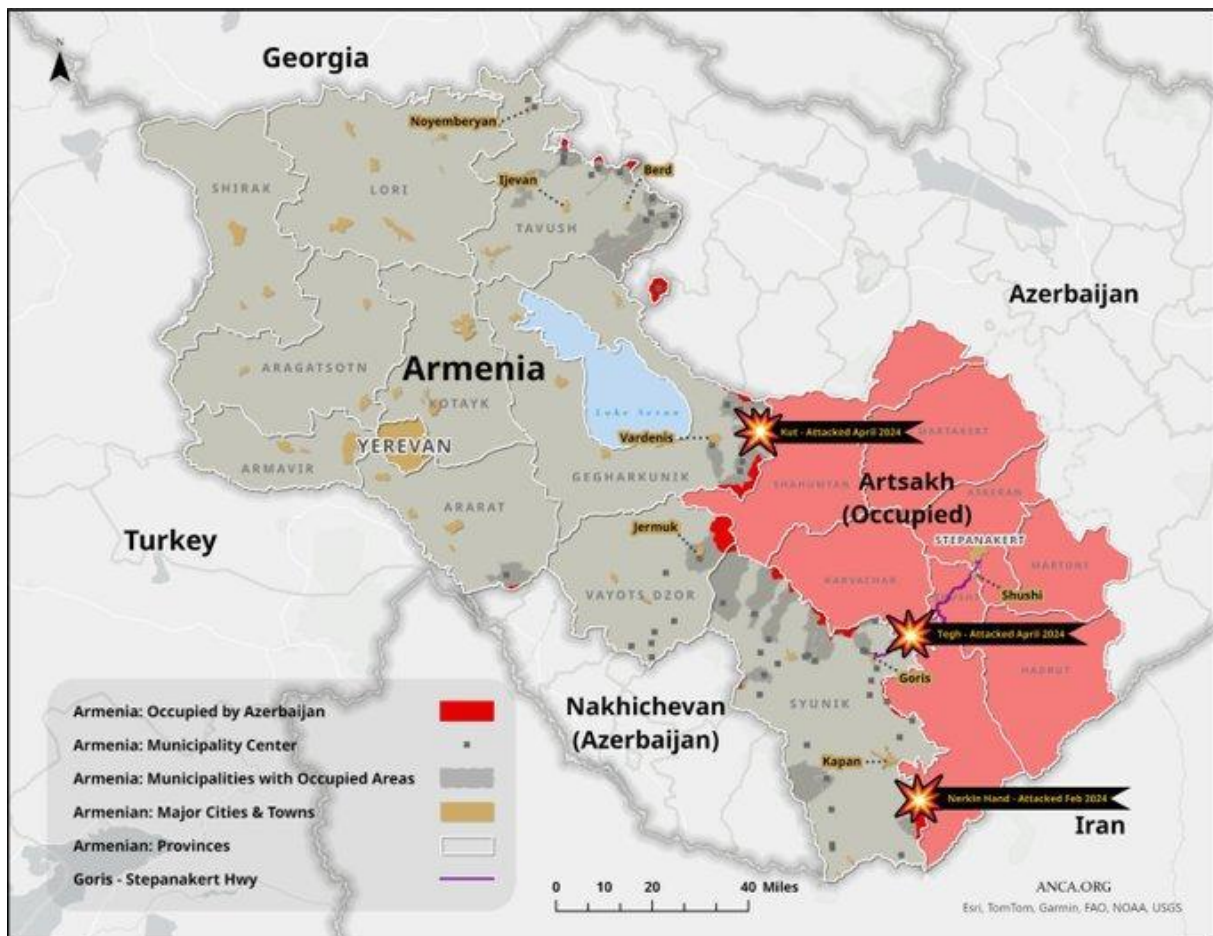 N
Georgia
Noyemberyan
Berd
Ijevan
SHIRAK
LORI
TAVUSH
Azerbaijan
ARAGATSOTN
Armenia
KOTAYK
Lake Sevan
Kut - Attacked April 2024
MARTAKERT
YEREVAN
Vardenis
ARMAVIR
GEGHARKUNIK
SHAHUMYAN
Artsakh
(Occupied)
ASKERAN
ARARAT
Turkey
Jermuk
STEPANAKERT
KARVACHAR
MARTUNI
VAYOTS DZOR
Shushi
Tegh - Attacked April 2024
Goris
HADRUT
SYUNIK
Nakhichevan
(Azerbaijan)
Kapan
Nerkin Hand - Attacked Feb 2024
Iran
Armenia: Occupied by Azerbaijan
Armenia: Municipality Center
Armenia: Municipalities with Occupied Areas
Armenian: Major Cities & Towns
Armenian: Provinces
Goris - Stepanakert Hwy
0 10 20 40 Miles
ANCA.ORG
Esri, TomTom, Garmin, FAO, NOAA, USGS